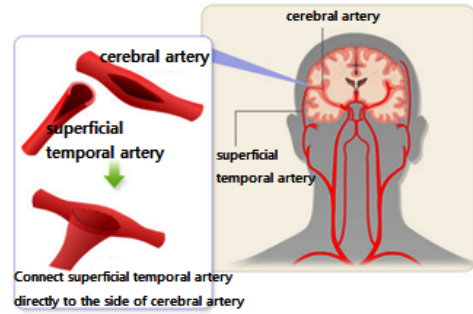 cerebral artery
superficial
temporal artery
Connect superficial temporal artery
directly to the side of cerebral artery
cerebral artery
superficial
temporal artery